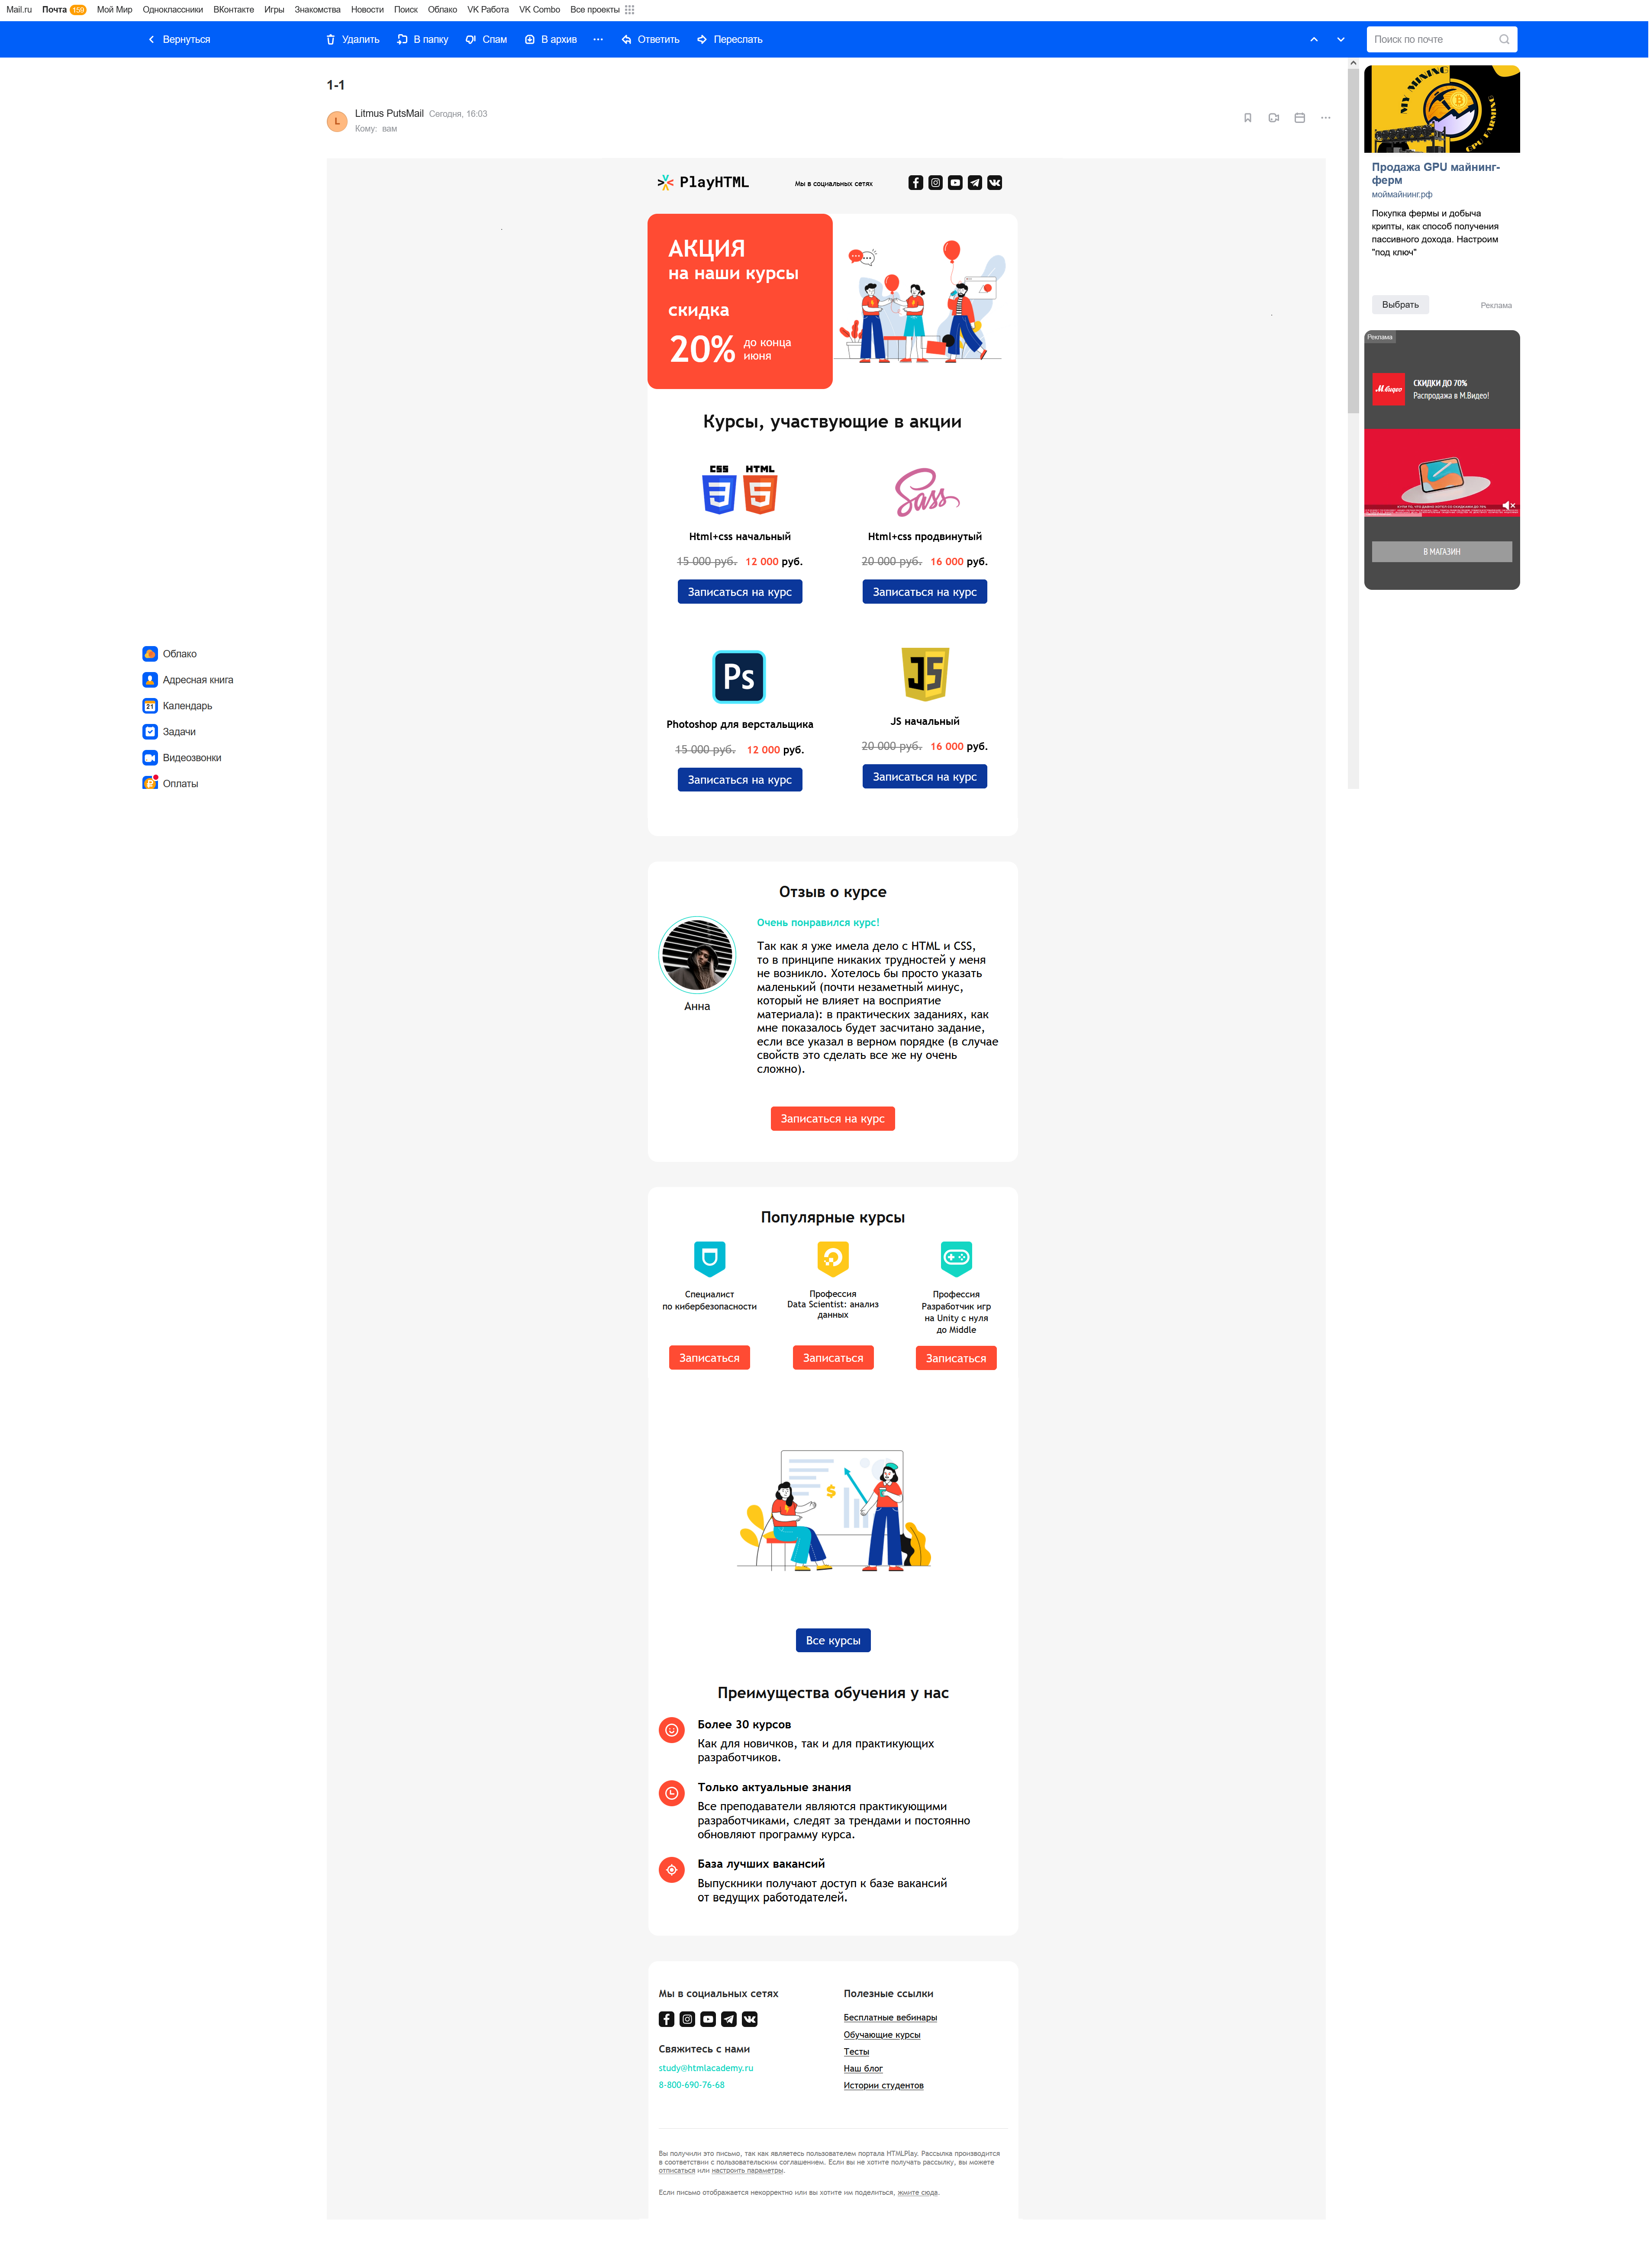 Mail.ru Почта 150 Мой Мир Одноклассники ВКонтакте Игры Знакомства Новости Поиск Облако VK Работа VK Combo Все проекты
Вернуться Удалить В папку Спам В архив Ответить Переслать Поиск по почте
1-1
L
Litmus PutsMail Сегодня, 16:03
Кому: вам
PlayHTML Мы в социальных сетях
АКЦИЯ
на наши курсы
скидка
20% до конца
июня
Курсы, участвующие в акции
CSS HTML
3 5
Sass
Html+css начальный
15 000 руб. 12 000 руб.
Записаться на курс
Html+css продвинутый
20 000 руб. 16 000 руб.
Записаться на курс
Ps
Photoshop для верстальщика
15 000 руб. 12 000 руб.
Записаться на курс
JS
JS начальный
20 000 руб. 16 000 руб.
Записаться на курс
Отзыв о курсе
Анна
Очень понравился курс!
Так как я уже имела дело с HTML и CSS,
то в принципе никаких трудностей у меня
не возникло. Хотелось бы просто указать
маленький (почти незаметный минус,
который не влияет на восприятие
материала): в практических заданиях, как
мне показалось будет засчитано задание,
если все указал в верном порядке (в случае
свойств это сделать все же ну очень
сложно).
Записаться на курс
Популярные курсы
Специалист
по кибербезопасности
Записаться
Профессия
Data Scientist: анализ
данных
Записаться
Профессия
Разработчик игр
на Unity с нуля
до Middle
Записаться
$
Все курсы
Преимущества обучения у нас
Более 30 курсов
Как для новичков, так и для практикующих
разработчиков.
Только актуальные знания
Все преподаватели являются практикующими
разработчиками, следят за трендами и постоянно
обновляют программу курса.
База лучших вакансий
Выпускники получают доступ к базе вакансий
от ведущих работодателей.
Мы в социальных сетях
Свяжитесь с нами
study@htmlacademy.ru
8-800-690-76-68
Полезные ссылки
Бесплатные вебинары
Обучающие курсы
Тесты
Наш блог
Истории студентов
Вы получили это письмо, так как являетесь пользователем портала HTMLPlay. Рассылка производится
в соответствии с пользовательским соглашением. Если вы не хотите получать рассылку, вы можете
отписаться или настроить параметры.
Если письмо отображается некорректно или вы хотите им поделиться, жмите сюда.
Облако
Адресная книга
21
Календарь
Задачи
Видеозвонки
Оплаты
MY MINING
GPU FARMING
Продажа GPU майнинг-
ферм
моймайнинг.рф
Покупка фермы и добыча
крипты, как способ получения
пассивного дохода. Настроим
"под ключ"
Выбрать Реклама
Реклама
М.видео
СКИДКИ ДО 70%
Распродажа в М.Видео!
В МАГАЗИН